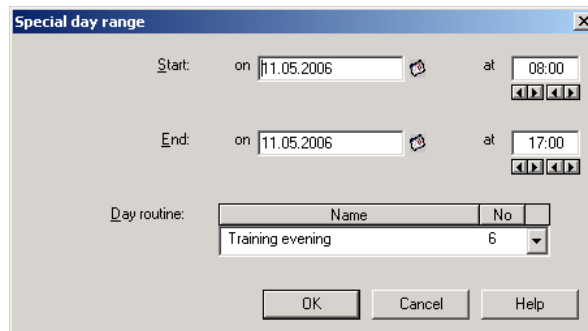 Special day range
Start: on 11.05.2006 at 08:00
End: on 11.05.2006 at 17:00
Day routine: Name No
Training evening 6
OK Cancel Help